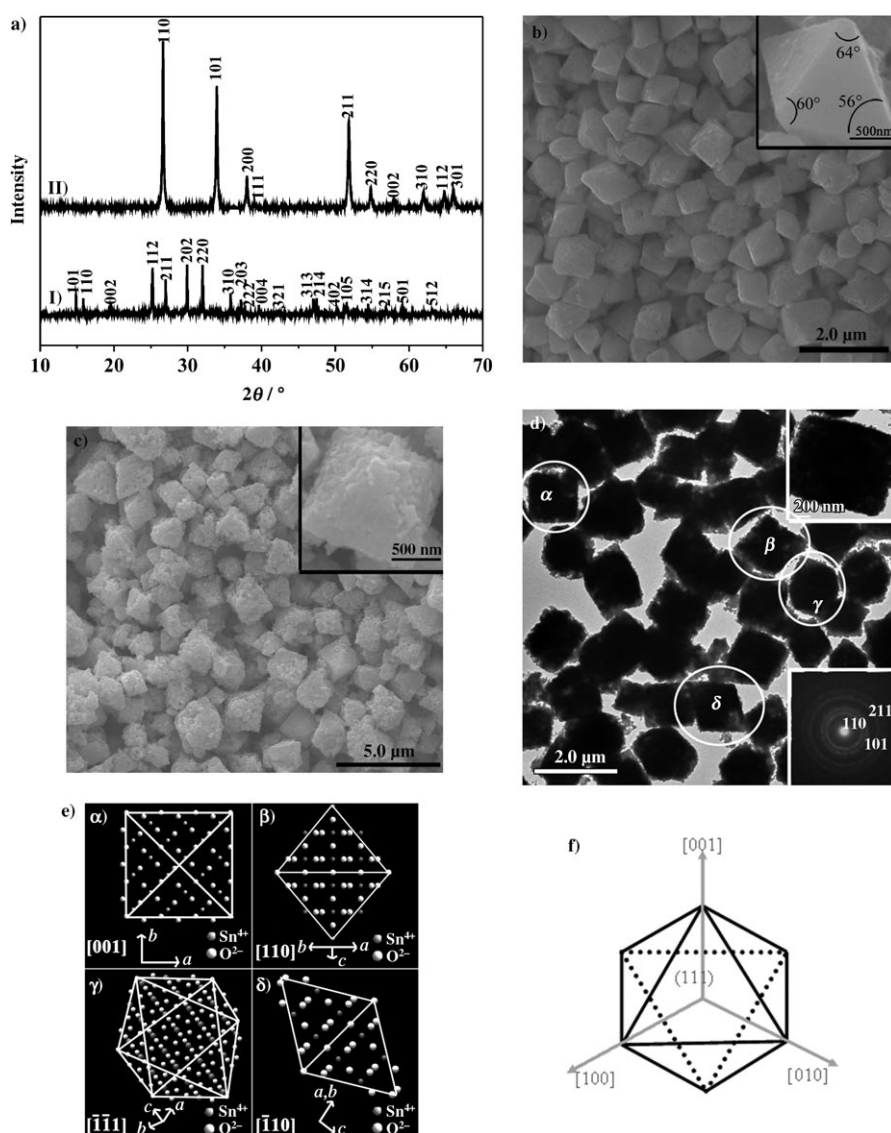 a)
Intensity
II)
110
101
200
111
211
220
002
310
112
301
I)
101
110
002
112
211
202
220
310
203
222
004
321
313
214
402
105
314
215
501
512
10 20 30 40 50 60 70
2θ / °
b)
64°
60°
56°
500nm
2.0 μm
c)
500 nm
5.0 μm
d)
200 nm
α
β
γ
δ
211
110
101
2.0 μm
e)
α)
b
a
[001]
Sn⁴⁺
O²⁻
β)
b a
c
[110]
Sn⁴⁺
O²⁻
γ)
c a
b
[1̄1̄1]
Sn⁴⁺
O²⁻
δ)
a,b
c
[1̄10]
Sn⁴⁺
O²⁻
f)
[001]
(111)
[100]
[010]